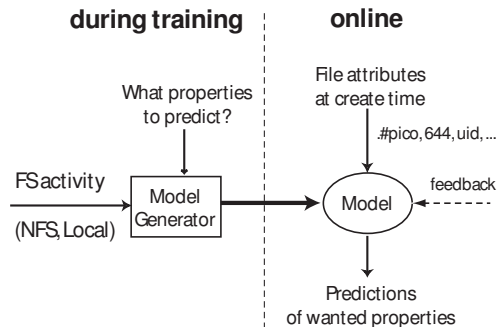 during training
online
What properties
to predict?
File attributes
at create time
.#pico, 644, uid, ...
FS activity
(NFS, Local)
Model
Generator
Model
feedback
Predictions
of wanted properties